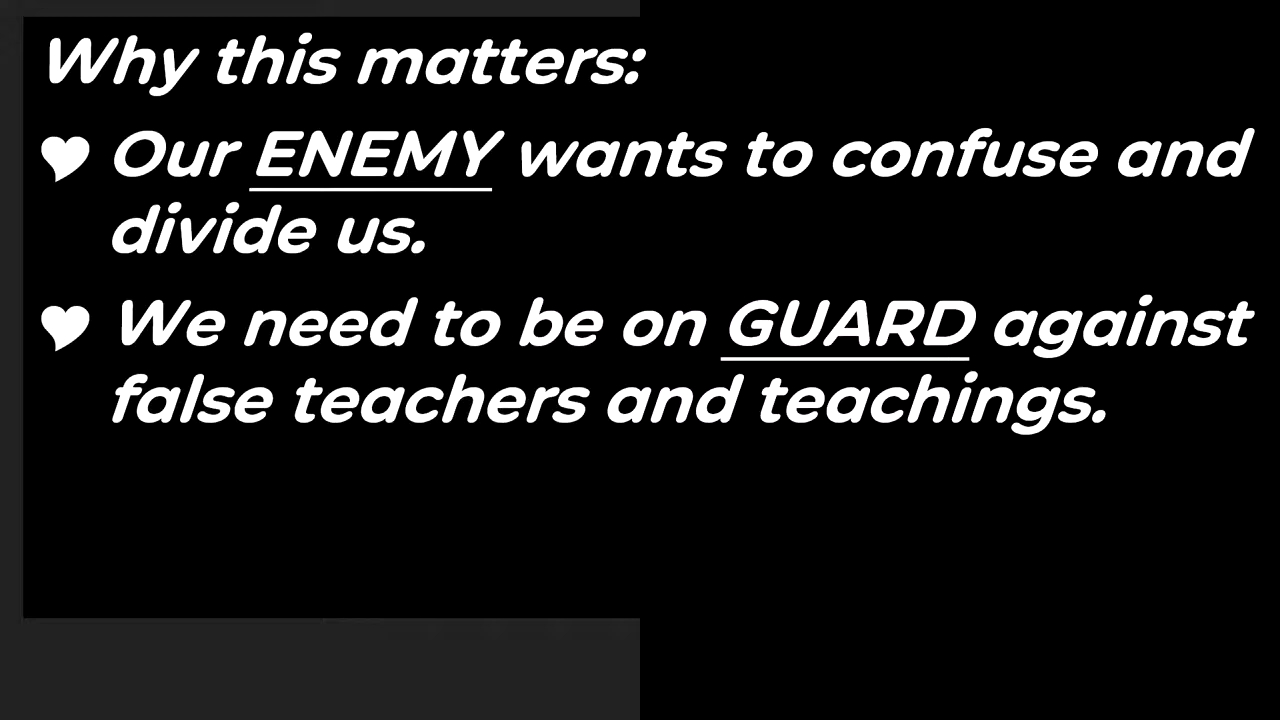 Why this matters:
Our ENEMY wants to confuse and
divide us.
We need to be on GUARD against
false teachers and teachings.